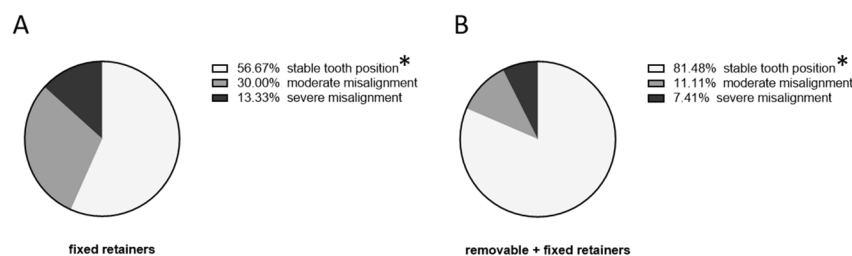 A
56.67% stable tooth position*
30.00% moderate misalignment
13.33% severe misalignment
fixed retainers
B
81.48% stable tooth position*
11.11% moderate misalignment
7.41% severe misalignment
removable + fixed retainers